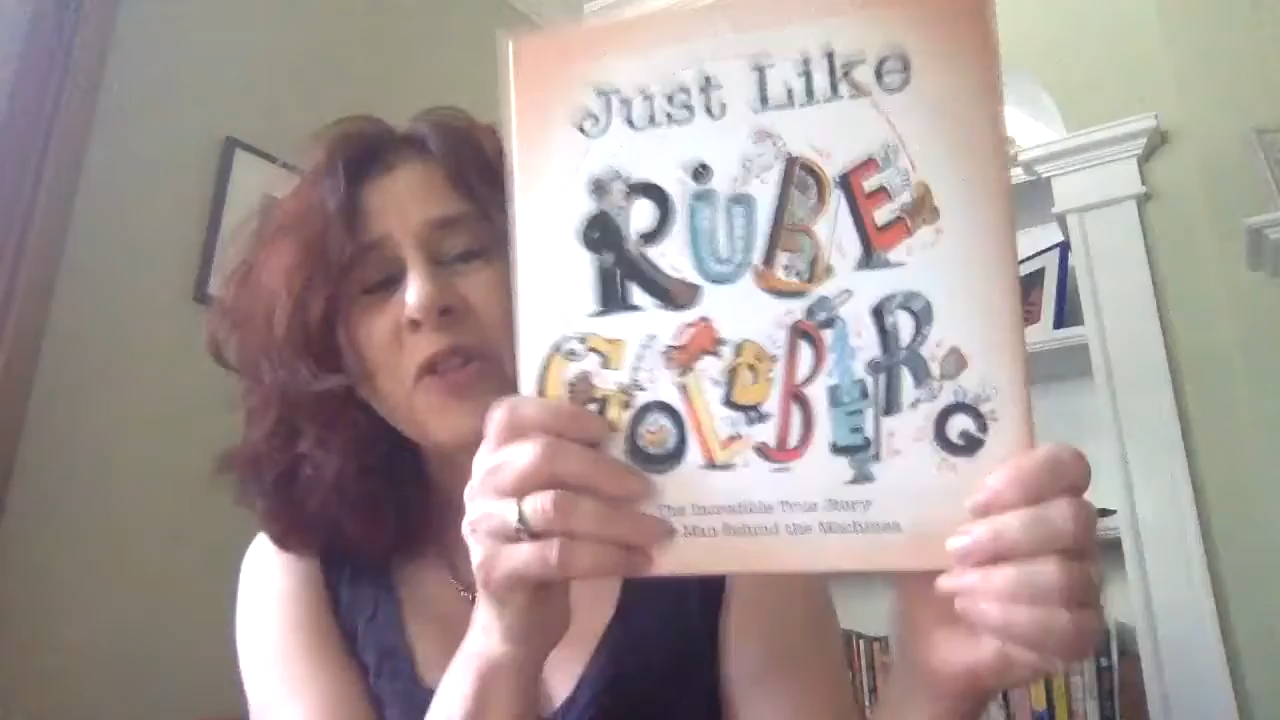 Just Like
RUBE
GOLDBERG
The Incredible True Story
Man Behind the Machines